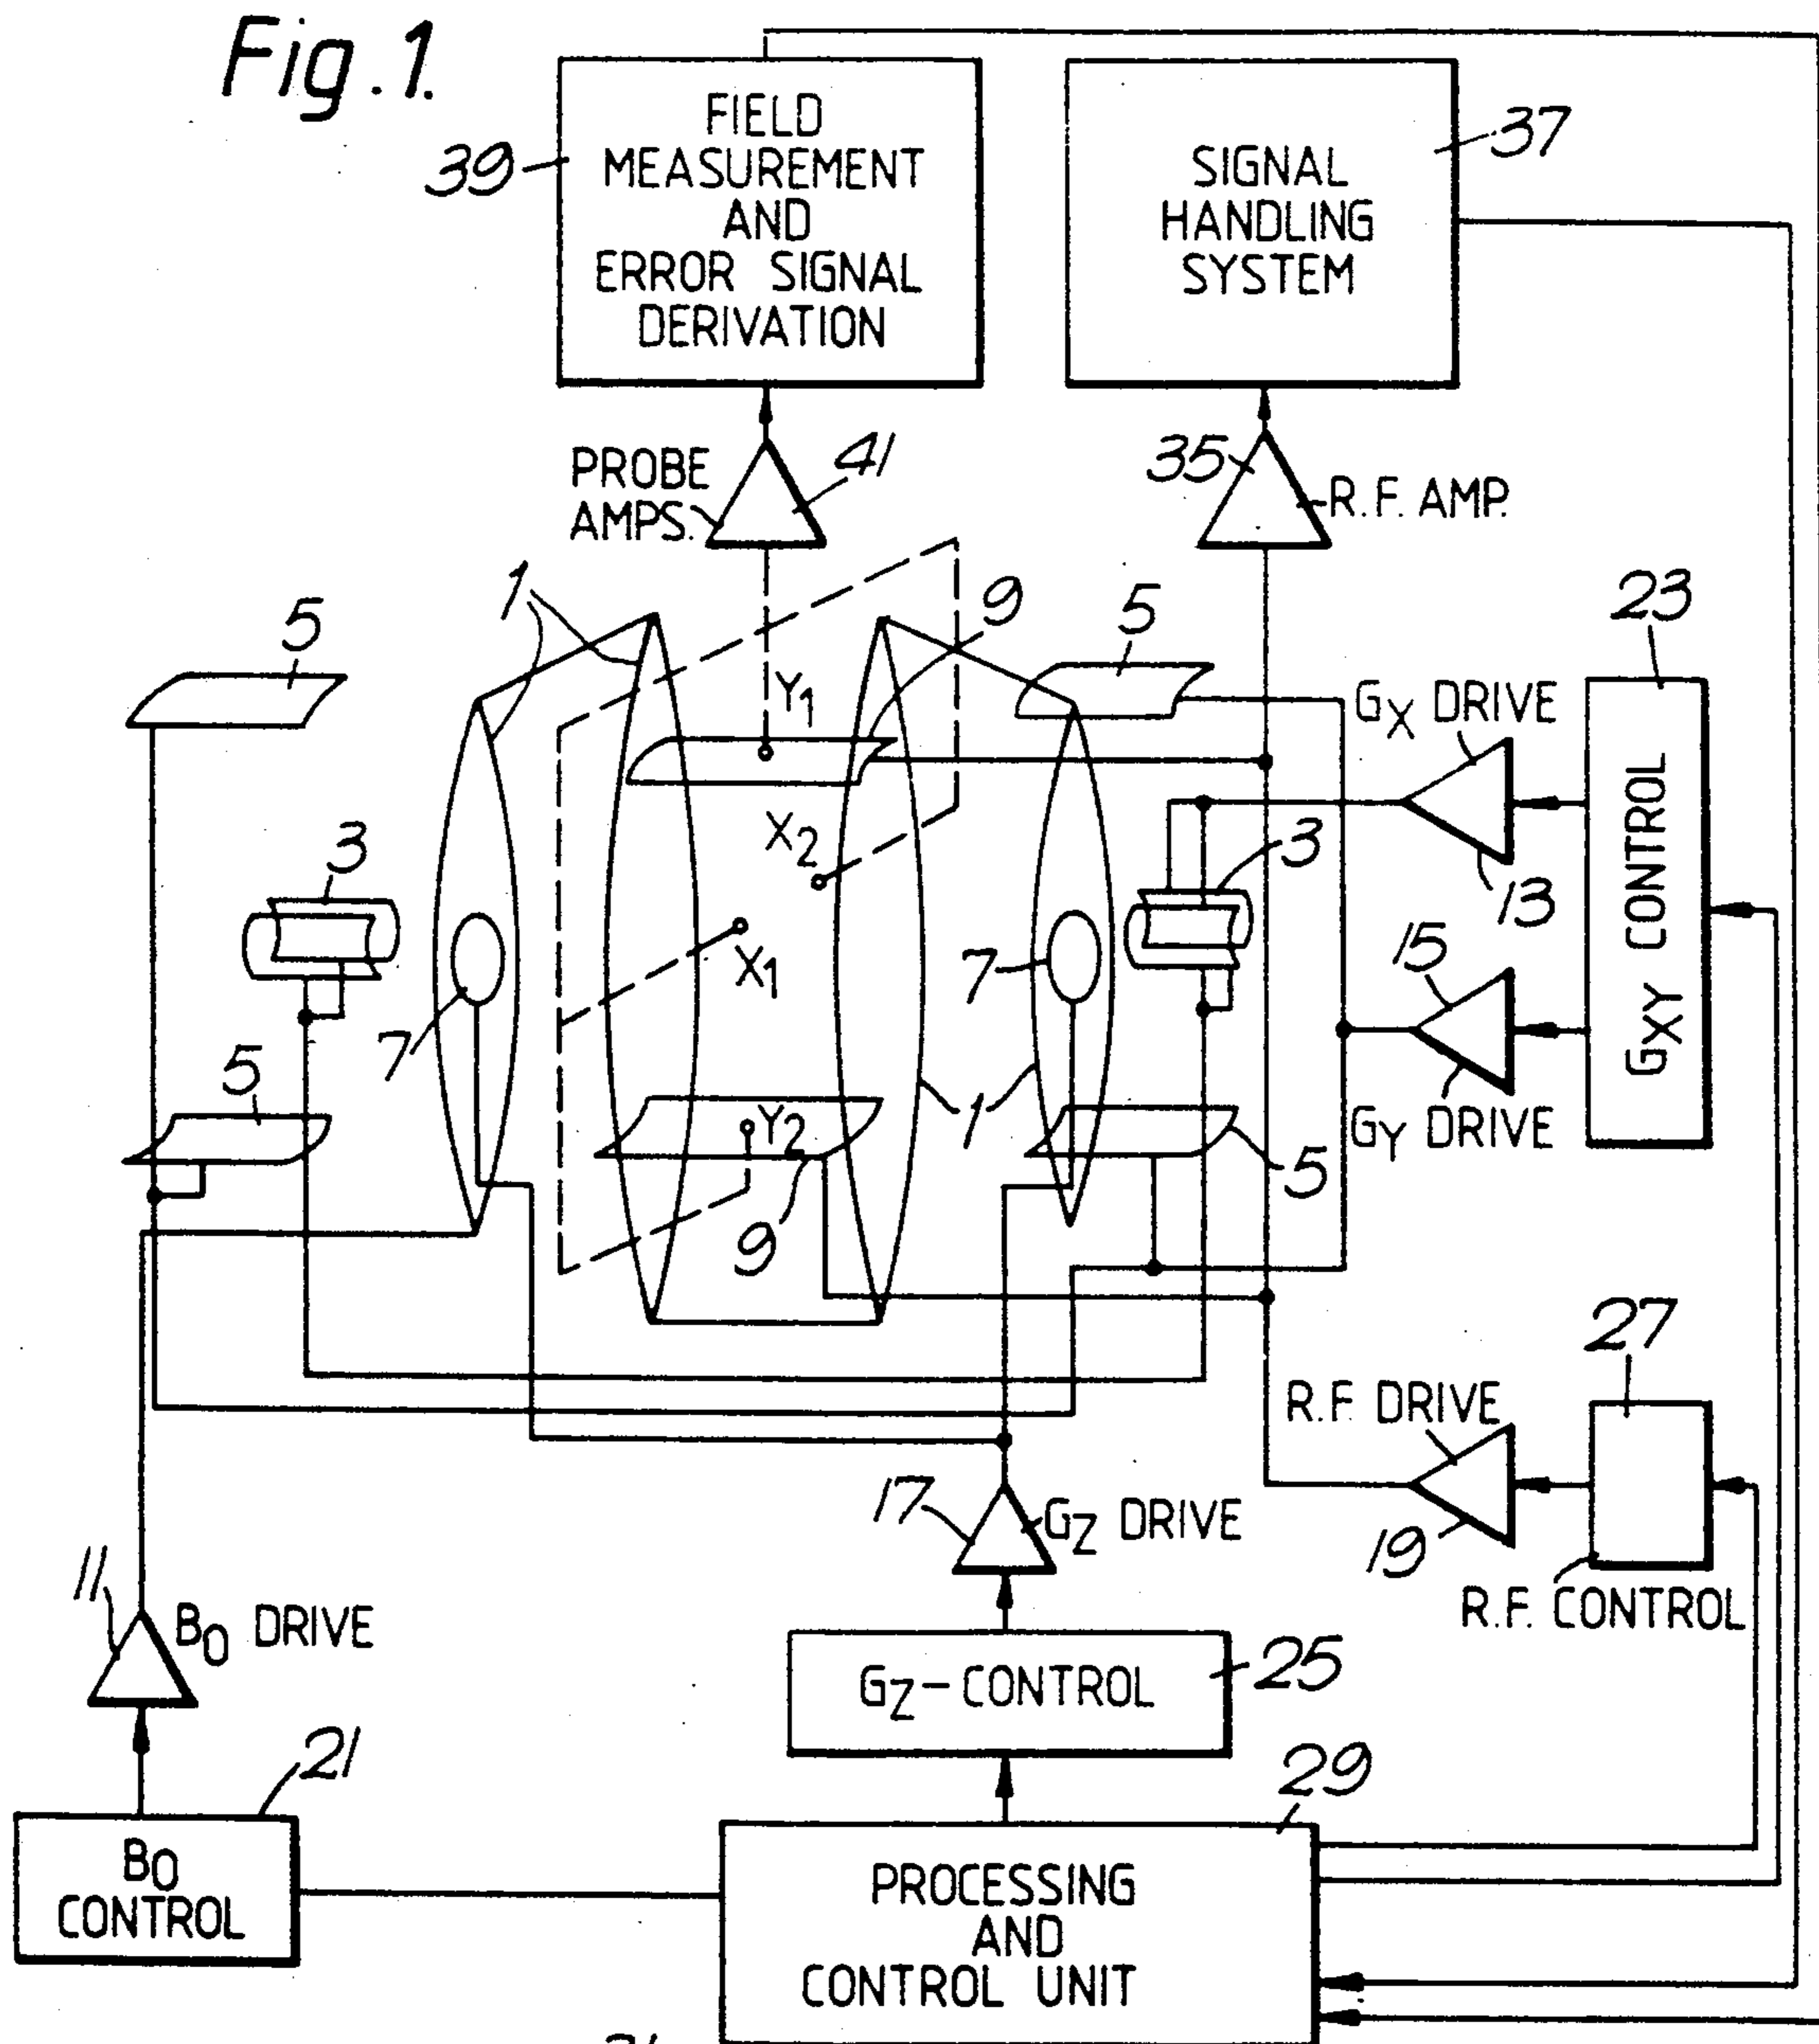 Fig.1.
39
FIELD
MEASUREMENT
AND
ERROR SIGNAL
DERIVATION
37
SIGNAL
HANDLING
SYSTEM
PROBE
AMPS.
41
35
R.F. AMP.
1
9
5
5
23
Y1
GX DRIVE
X2
3
3
13
GXY CONTROL
X1
7
7
15
5
Y2
1
GY DRIVE
5
9
27
R.F. DRIVE
17
GZ DRIVE
19
R.F. CONTROL
11
B0 DRIVE
GZ-CONTROL
25
21
29
B0
CONTROL
PROCESSING
AND
CONTROL UNIT